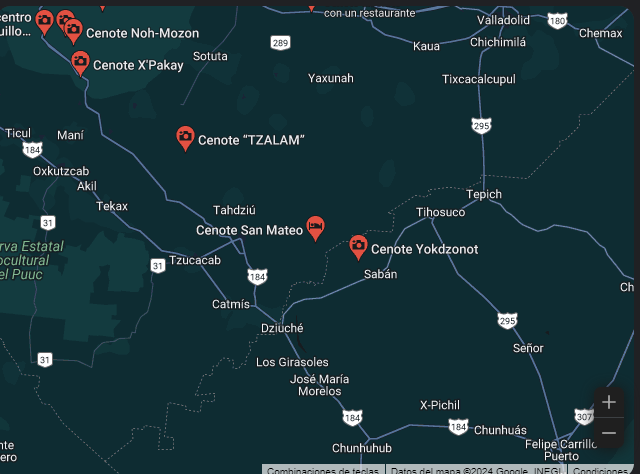 con un restaurante
Valladolid
180
centro
uillo...
Cenote Noh-Mozon
289
Kaua
Chichimilá
Chemax
Sotuta
Cenote X'Pakay
Yaxunah
Tixcacalcupul
295
Ticul
Maní
Cenote “TZALAM”
184
Oxkutzcab
Akil
Tekax
Tepich
Tahdziú
Tihosuco
31
Cenote San Mateo
rva Estatal
ocultural
el Puuc
Cenote Yokdzonot
31
Tzucacab
184
Sabán
Ch
Catmís
295
Dziuché
Señor
31
Los Girasoles
José María
Morelos
X-Pichil
184
184
307
Chunhuás
nte
ero
Chunhuhub
Felipe Carrillo
Puerto
Combinaciones de teclas
Datos del mapa ©2024 Google, INEGI
Condiciones